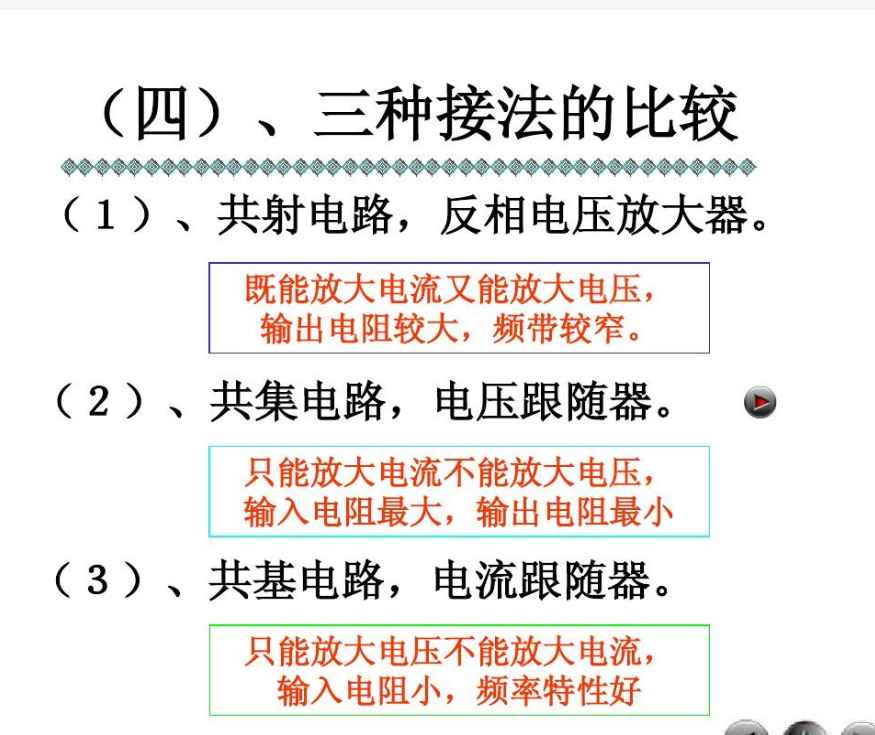 （四）、三种接法的比较
（1）、共射电路，反相电压放大器。
既能放大电流又能放大电压，
输出电阻较大，频带较窄。
（2）、共集电路，电压跟随器。
只能放大电流不能放大电压，
输入电阻最大，输出电阻最小
（3）、共基电路，电流跟随器。
只能放大电压不能放大电流，
输入电阻小，频率特性好